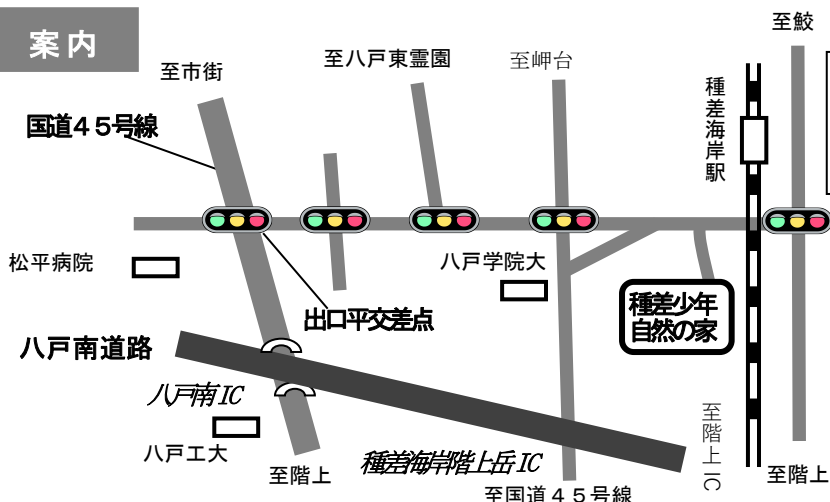 案内
至鮫
至市街
至八戸東霊園
至岬台
種差海岸駅
国道４５号線
松平病院
八戸学院大
種差少年
自然の家
出口平交差点
八戸南道路
八戸南IC
至階上IC
八戸工大
種差海岸階上岳IC
至階上
至階上
至国道４５号線